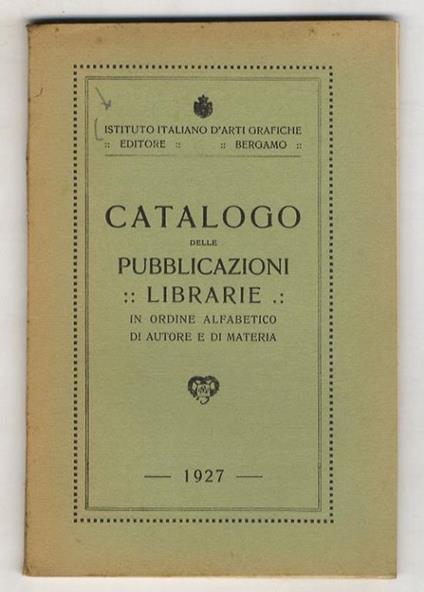 ISTITUTO ITALIANO D'ARTI GRAFICHE
:: EDITORE :: :: BERGAMO ::
CATALOGO
DELLE
PUBBLICAZIONI
:: LIBRARIE .:
IN ORDINE ALFABETICO
DI AUTORE E DI MATERIA
— 1927 —